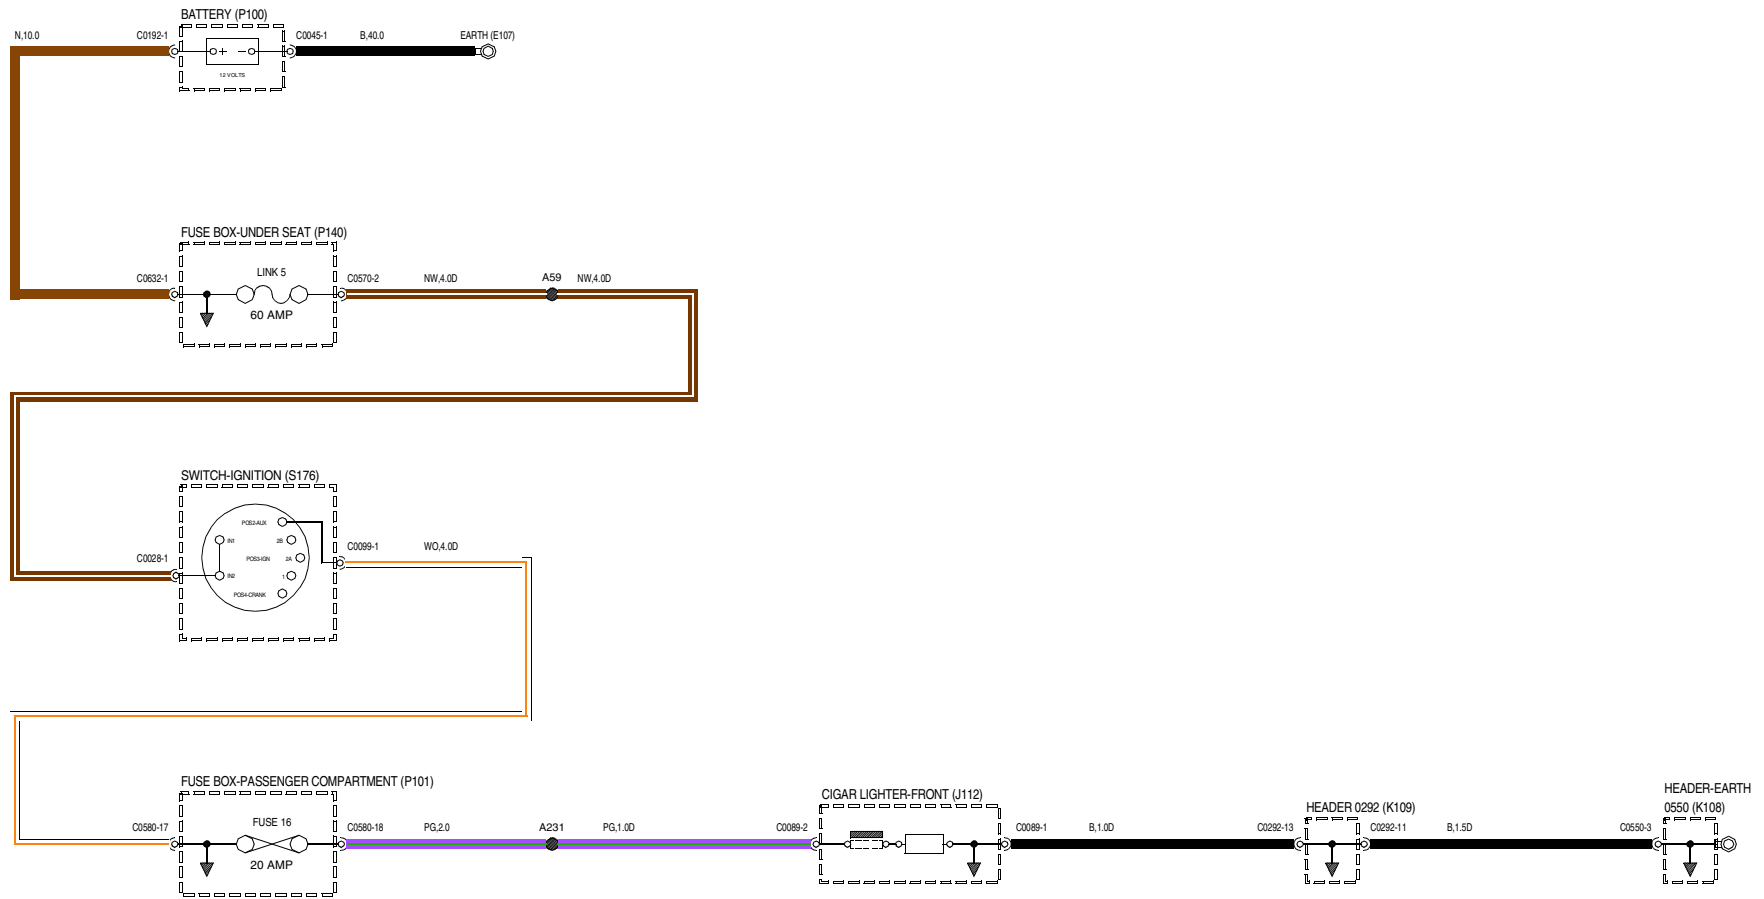 BATTERY (P100)
N,10.0
C0192-1
C0045-1
B,40.0
EARTH (E107)
12 VOLTS
FUSE BOX-UNDER SEAT (P140)
C0632-1
LINK 5
C0570-2
NW,4.0D
A59
NW,4.0D
60 AMP
SWITCH-IGNITION (S176)
POS2-AUX
IN1
2B
C0028-1
POS3-IGN
2A
C0099-1
WO,4.0D
IN2
1
POS4-CRANK
FUSE BOX-PASSENGER COMPARTMENT (P101)
C0580-17
FUSE 16
C0580-18
PG,2.0
A231
PG,1.0D
C0089-2
20 AMP
CIGAR LIGHTER-FRONT (J112)
C0089-1
B,1.0D
C0292-13
HEADER 0292 (K109)
C0292-11
B,1.5D
C0550-3
HEADER-EARTH
0550 (K108)